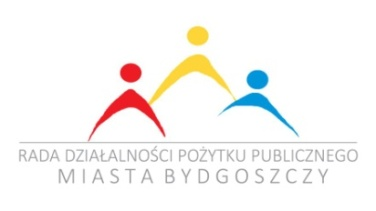 RADA DZIAŁALNOŚCI POŻYTKU PUBLICZNEGO
MIASTA BYDGOSZCZY